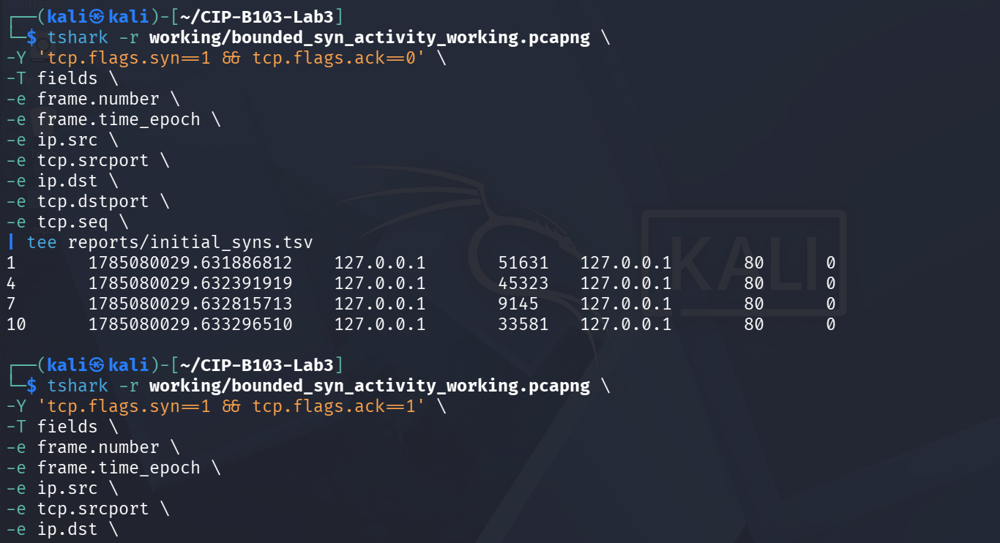 ┌──(kali㉿kali)-[~/CIP-B103-Lab3]
└─$ tshark -r working/bounded_syn_activity_working.pcapng \
-Y 'tcp.flags.syn==1 && tcp.flags.ack==0' \
-T fields \
-e frame.number \
-e frame.time_epoch \
-e ip.src \
-e tcp.srcport \
-e ip.dst \
-e tcp.dstport \
-e tcp.seq \
| tee reports/initial_syns.tsv
1       1785080029.631886812    127.0.0.1       51631   127.0.0.1       80      0
4       1785080029.632391919    127.0.0.1       45323   127.0.0.1       80      0
7       1785080029.632815713    127.0.0.1       9145    127.0.0.1       80      0
10      1785080029.633296510    127.0.0.1       33581   127.0.0.1       80      0
KALI
┌──(kali㉿kali)-[~/CIP-B103-Lab3]
└─$ tshark -r working/bounded_syn_activity_working.pcapng \
-Y 'tcp.flags.syn==1 && tcp.flags.ack==1' \
-T fields \
-e frame.number \
-e frame.time_epoch \
-e ip.src \
-e tcp.srcport \
-e ip.dst \